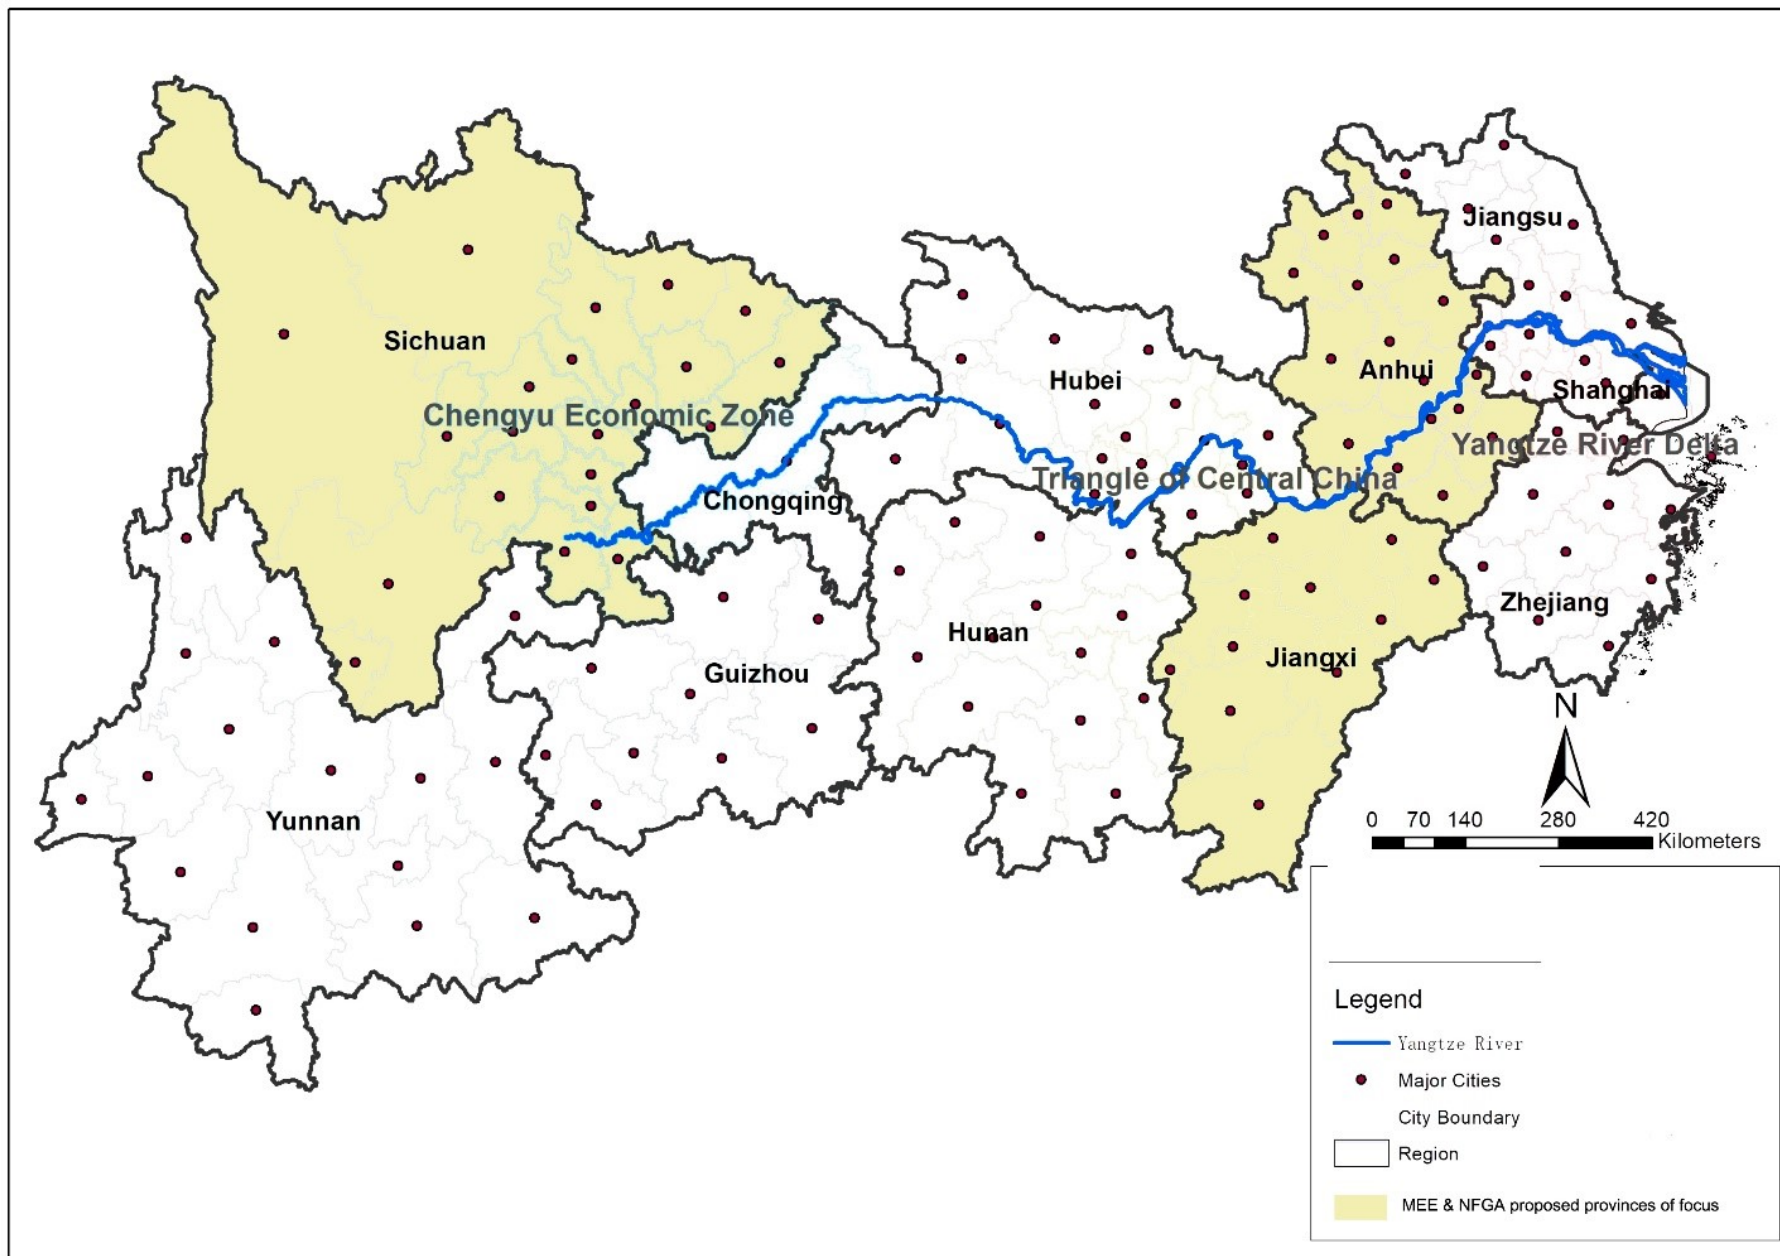 Jiangsu
Sichuan
Hubei
Anhui
Shanghai
Chengyu Economic Zone
Yangtze River Delta
Triangle of Central China
Chongqing
Zhejiang
Hunan
Jiangxi
Guizhou
N
Yunnan
0 70 140 280 420
Kilometers
Legend
Yangtze River
Major Cities
City Boundary
Region
MEE & NFGA proposed provinces of focus